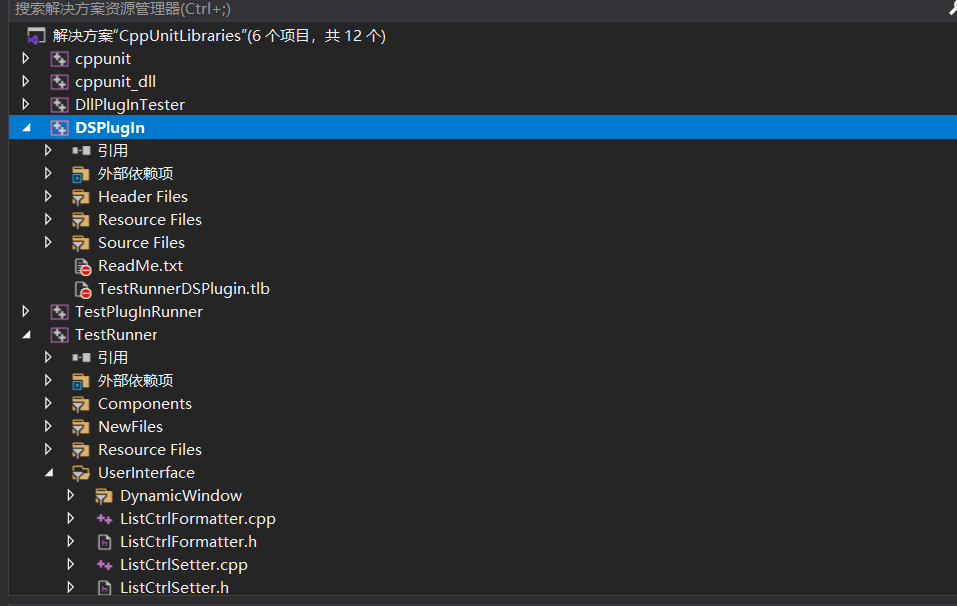 搜索解决方案资源管理器(Ctrl+;)
解决方案“CppUnitLibraries”(6 个项目，共 12 个)
cppunit
cppunit_dll
DllPlugInTester
DSPlugIn
引用
外部依赖项
Header Files
Resource Files
Source Files
ReadMe.txt
TestRunnerDSPlugin.tlb
TestPlugInRunner
TestRunner
引用
外部依赖项
Components
NewFiles
Resource Files
UserInterface
DynamicWindow
ListCtrlFormatter.cpp
ListCtrlFormatter.h
ListCtrlSetter.cpp
ListCtrlSetter.h